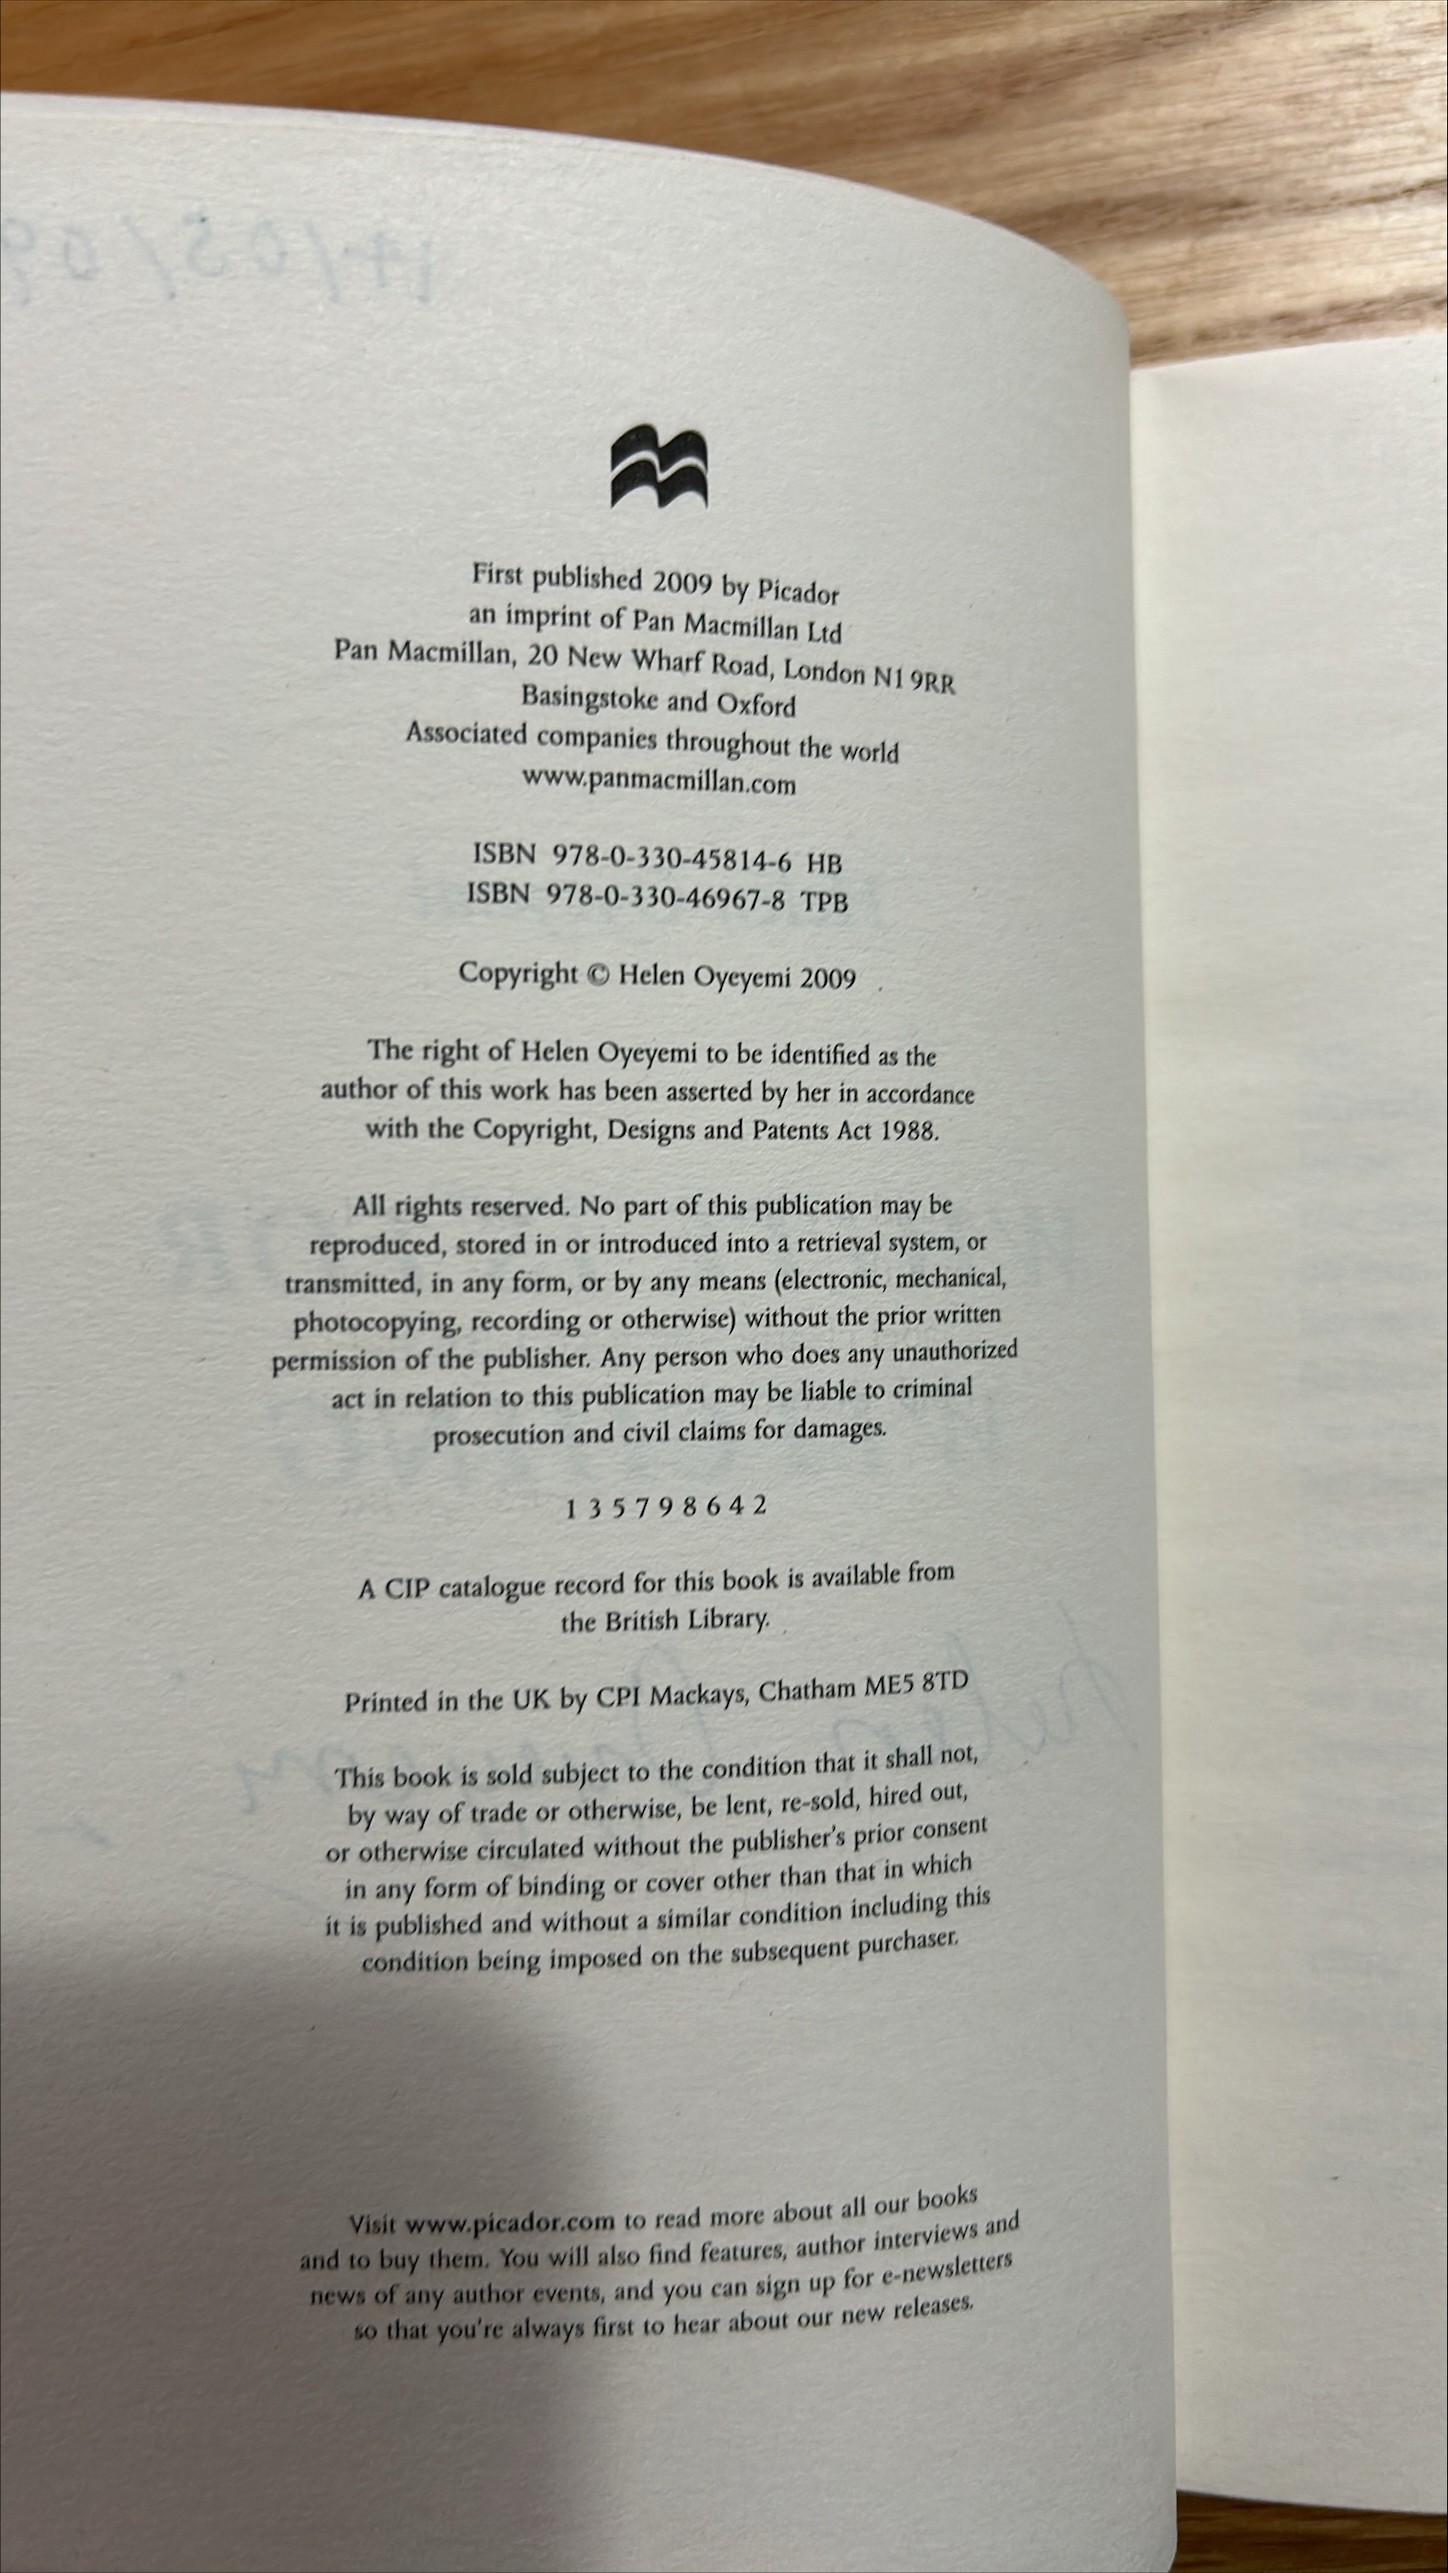 First published 2009 by Picador
an imprint of Pan Macmillan Ltd
Pan Macmillan, 20 New Wharf Road, London N1 9RR
Basingstoke and Oxford
Associated companies throughout the world
www.panmacmillan.com
ISBN 978-0-330-45814-6 HB
ISBN 978-0-330-46967-8 TPB
Copyright © Helen Oyeyemi 2009
The right of Helen Oyeyemi to be identified as the
author of this work has been asserted by her in accordance
with the Copyright, Designs and Patents Act 1988.
All rights reserved. No part of this publication may be
reproduced, stored in or introduced into a retrieval system, or
transmitted, in any form, or by any means (electronic, mechanical,
photocopying, recording or otherwise) without the prior written
permission of the publisher. Any person who does any unauthorized
act in relation to this publication may be liable to criminal
prosecution and civil claims for damages.
1 3 5 7 9 8 6 4 2
A CIP catalogue record for this book is available from
the British Library.
Printed in the UK by CPI Mackays, Chatham ME5 8TD
This book is sold subject to the condition that it shall not,
by way of trade or otherwise, be lent, re-sold, hired out,
or otherwise circulated without the publisher's prior consent
in any form of binding or cover other than that in which
it is published and without a similar condition including this
condition being imposed on the subsequent purchaser.
Visit www.picador.com to read more about all our books
and to buy them. You will also find features, author interviews and
news of any author events, and you can sign up for e-newsletters
so that you're always first to hear about our new releases.